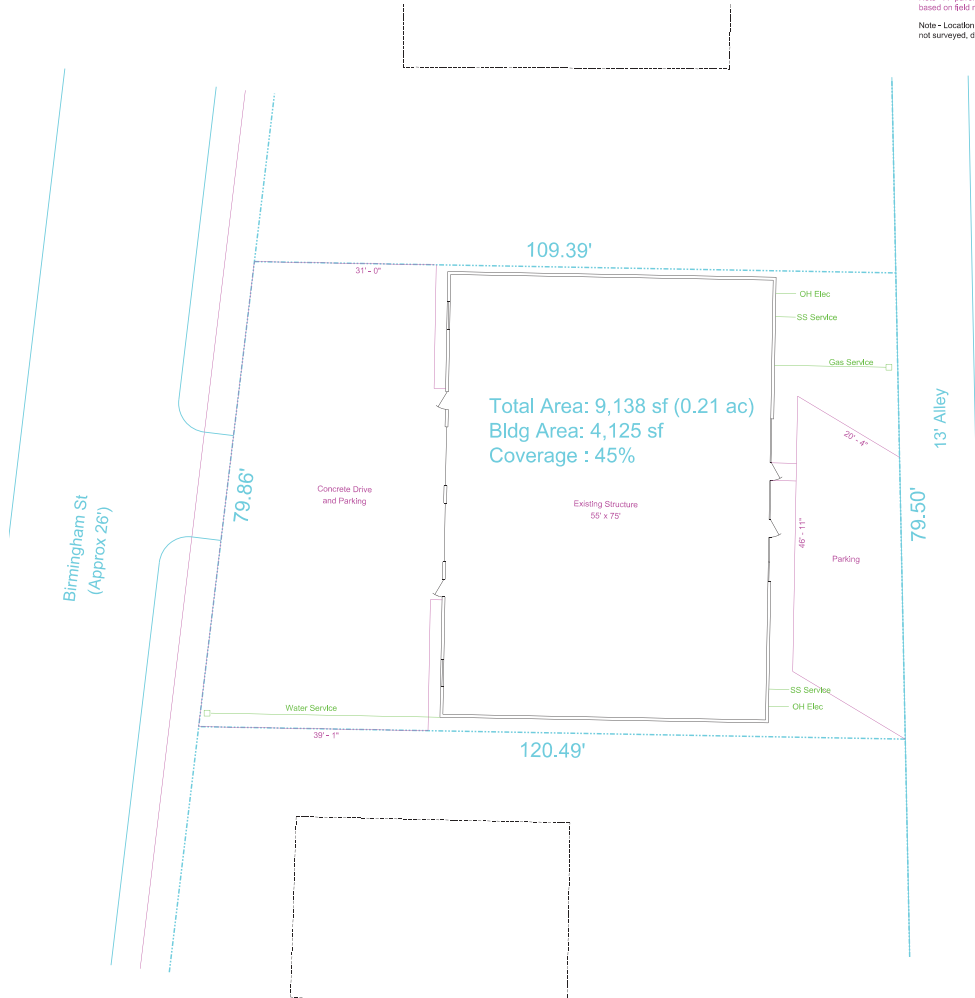 based on field
Note - Location
not surveyed,
109.39'
31' - 0"
OH Elec
SS Service
Gas Service
Total Area: 9,138 sf (0.21 ac)
Bldg Area: 4,125 sf
Coverage : 45%
13' Alley
20' - 4"
79.86'
Concrete Drive
and Parking
Existing Structure
55' x 75'
46' - 11"
79.50'
Birmingham St
(Approx 26')
Parking
SS Service
OH Elec
Water Service
39' - 1"
120.49'